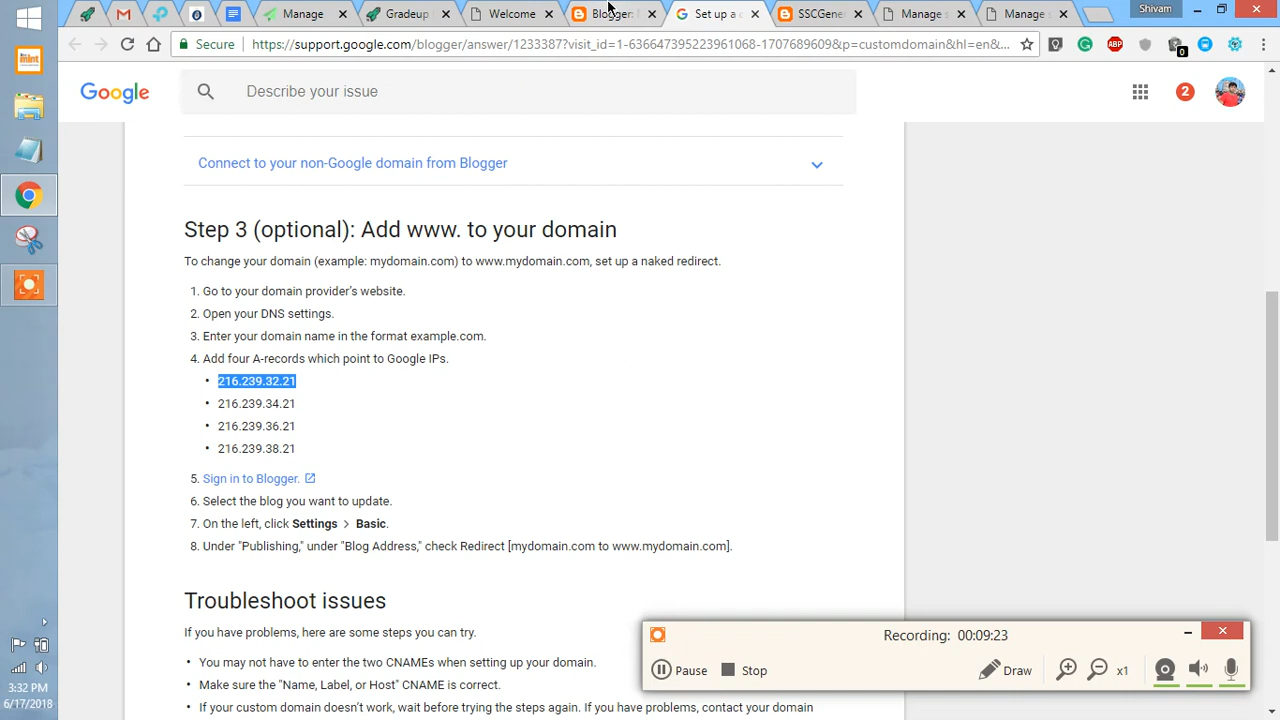 Manage
Gradeup
Welcome
Blogger:
Set up a c
SSCGene
Manage s
Manage s
Shivam
Secure
https://support.google.com/blogger/answer/1233387?visit_id=1-636647395223861068-1707689609&p=customdomain&hl=en&...
ABP
0
Google
Describe your issue
2
Connect to your non-Google domain from Blogger
Step 3 (optional): Add www. to your domain
To change your domain (example: mydomain.com) to www.mydomain.com, set up a naked redirect.
1. Go to your domain provider's website.
2. Open your DNS settings.
3. Enter your domain name in the format example.com.
4. Add four A-records which point to Google IPs.
• 216.239.32.21
• 216.239.34.21
• 216.239.36.21
• 216.239.38.21
5. Sign in to Blogger.
6. Select the blog you want to update.
7. On the left, click Settings > Basic.
8. Under "Publishing," under "Blog Address," check Redirect [mydomain.com to www.mydomain.com].
Troubleshoot issues
If you have problems, here are some steps you can try.
• You may not have to enter the two CNAMEs when setting up your domain.
• Make sure the "Name, Label, or Host" CNAME is correct.
• If your custom domain doesn't work, wait before trying the steps again. If you have problems, contact your domain
Recording: 00:09:23
Pause
Stop
Draw
x1
3:32 PM
6/17/2018